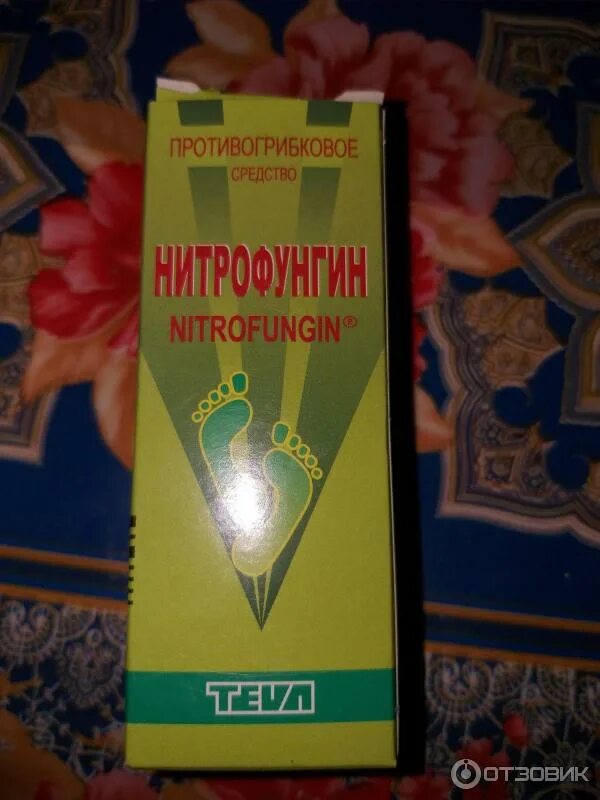 ПРОТИВОГРИБКОВОЕ
СРЕДСТВО
НИТРОФУНГИН
NITROFUNGIN®
TEVA
ОТЗОВИК